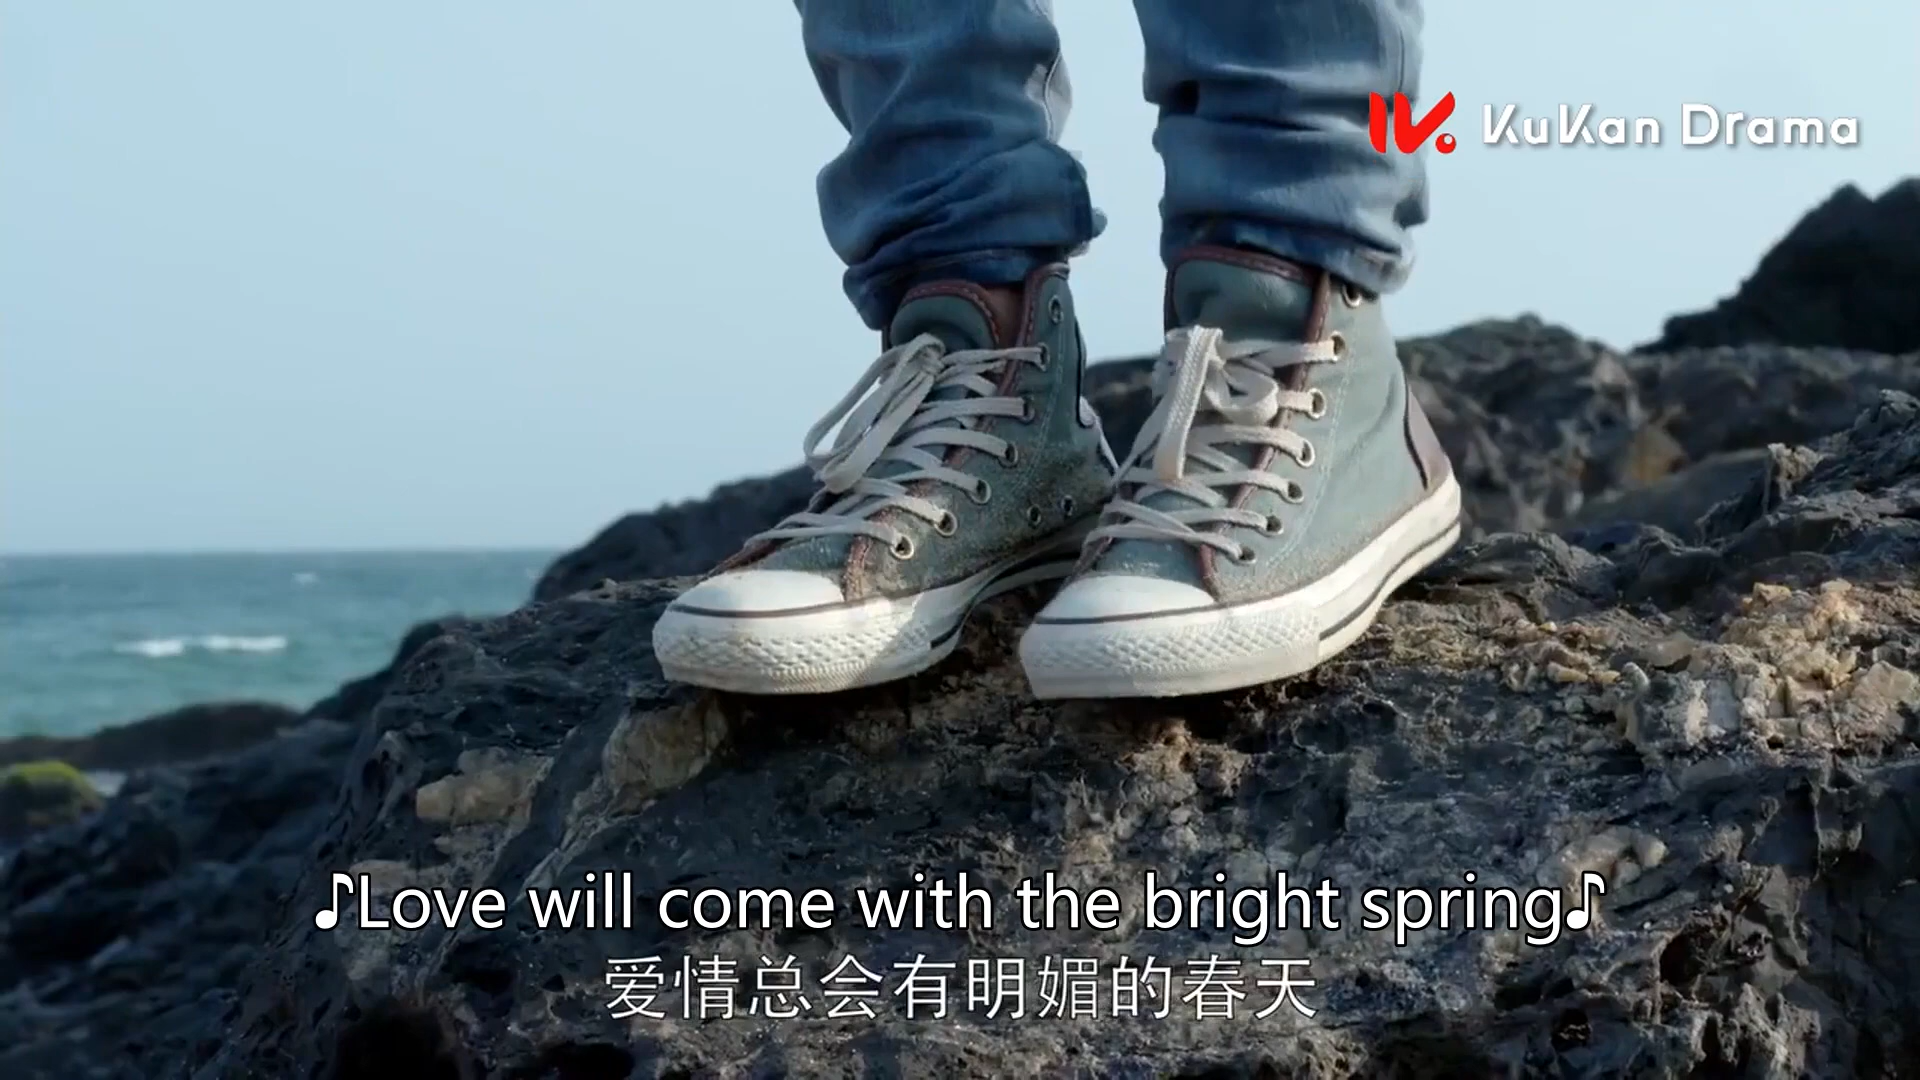 KuKan Drama
♪Love will come with the bright spring♪
爱情总会有明媚的春天